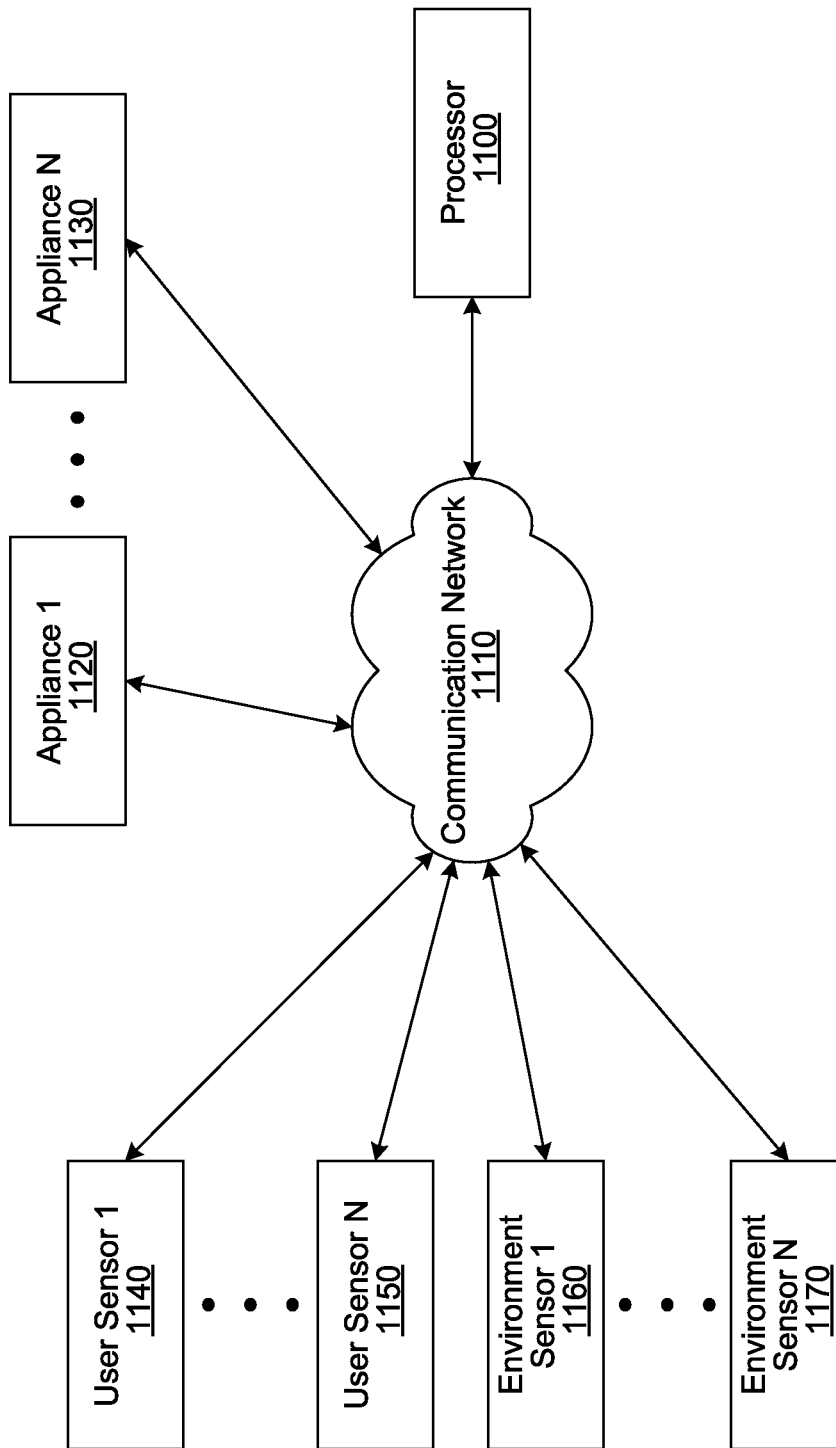 Appliance 1
1120
Appliance N
1130
Processor
1100
Communication Network
1110
User Sensor 1
1140
User Sensor N
1150
Environment
Sensor 1
1160
Environment
Sensor N
1170